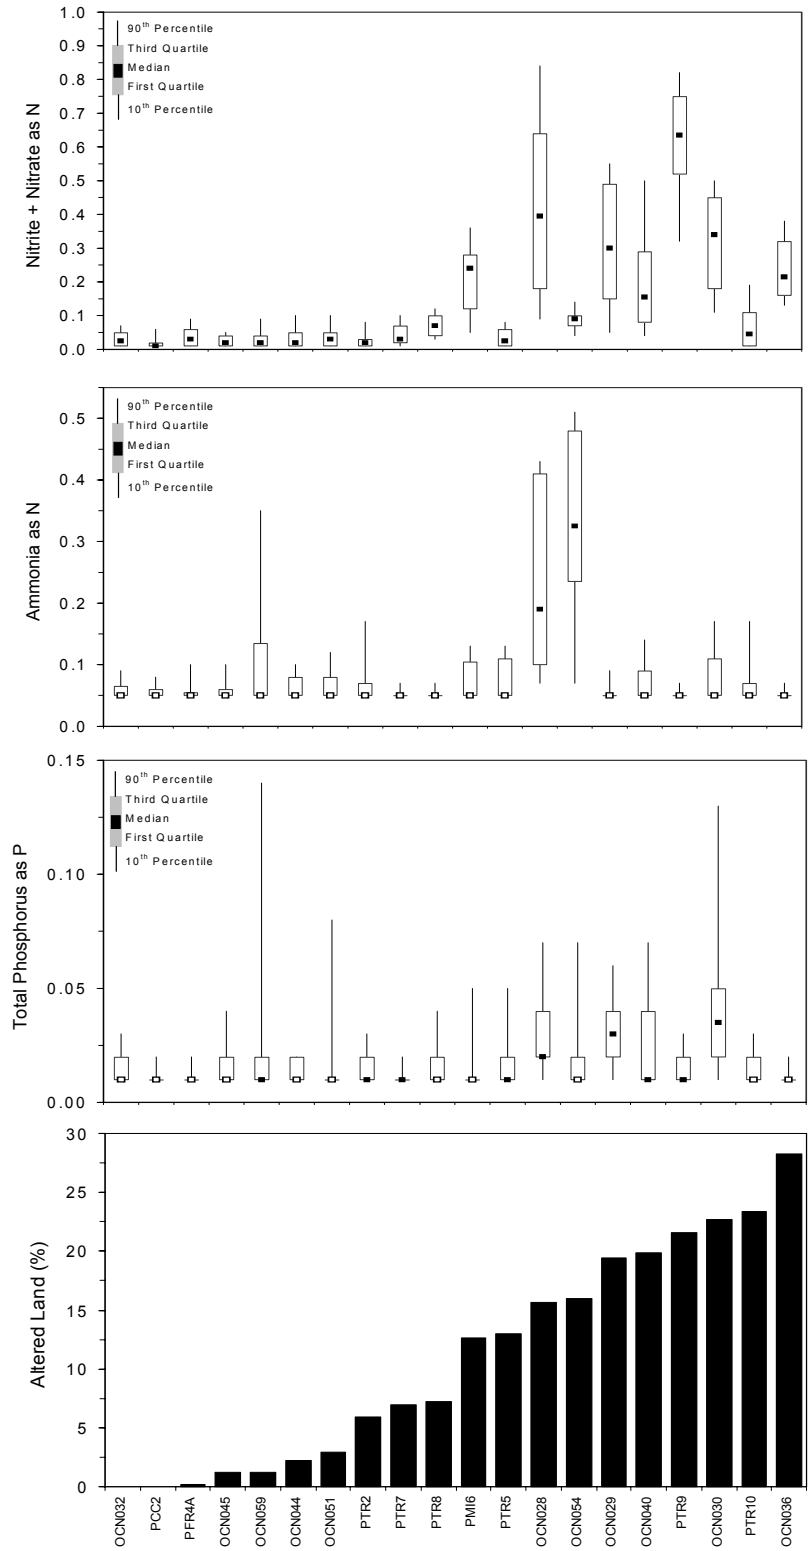 Nitrite + Nitrate as N
1.0
0.9
0.8
0.7
0.6
0.5
0.4
0.3
0.2
0.1
0.0
90th Percentile
Third Quartile
Median
First Quartile
10th Percentile
Ammonia as N
0.5
0.4
0.3
0.2
0.1
0.0
90th Percentile
Third Quartile
Median
First Quartile
10th Percentile
Total Phosphorus as P
0.15
0.10
0.05
0.00
90th Percentile
Third Quartile
Median
First Quartile
10th Percentile
Altered Land (%)
30
25
20
15
10
5
0
OCN032
PCC2
PFR4A
OCN045
OCN059
OCN044
OCN051
PTR2
PTR7
PTR8
PMI6
PTR5
OCN028
OCN054
OCN029
OCN040
PTR9
OCN030
PTR10
OCN036